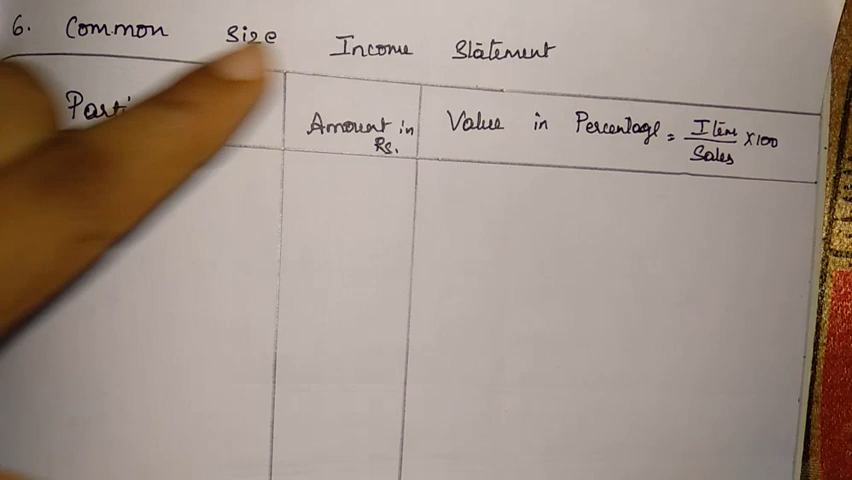 6. Common Size Income Statement
Amount in Rs.
Value in Percentage = Item/Sales x100